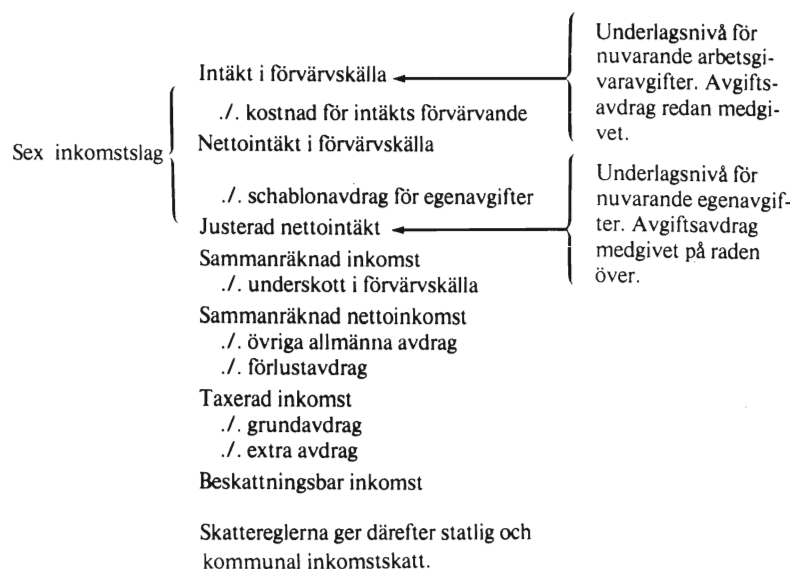 Sex inkomstslag
Intäkt i förvärvskälla
./. kostnad för intäkts förvärvande
Nettointäkt i förvärvskälla
./. schablonavdrag för egenavgifter
Justerad nettointäkt
Sammanräknad inkomst
./. underskott i förvärvskälla
Sammanräknad nettoinkomst
./. övriga allmänna avdrag
./. förlustavdrag
Taxerad inkomst
./. grundavdrag
./. extra avdrag
Beskattningsbar inkomst
Skattereglerna ger därefter statlig och
kommunal inkomstskatt.
Underlagsnivå för
nuvarande arbetsgi-
varavgifter. Avgifts-
avdrag redan medgi-
vet.
Underlagsnivå för
nuvarande egenavgif-
ter. Avgiftsavdrag
medgivet på raden
över.